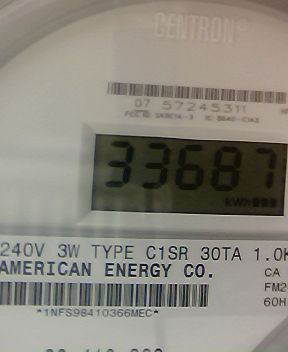 CENTRON®
07 57245311
33687
kWh
240V 3W TYPE C1SR 30TA 1.0K
AMERICAN ENERGY CO.
CA
FM2
60H
*1NFS98410366MEC*